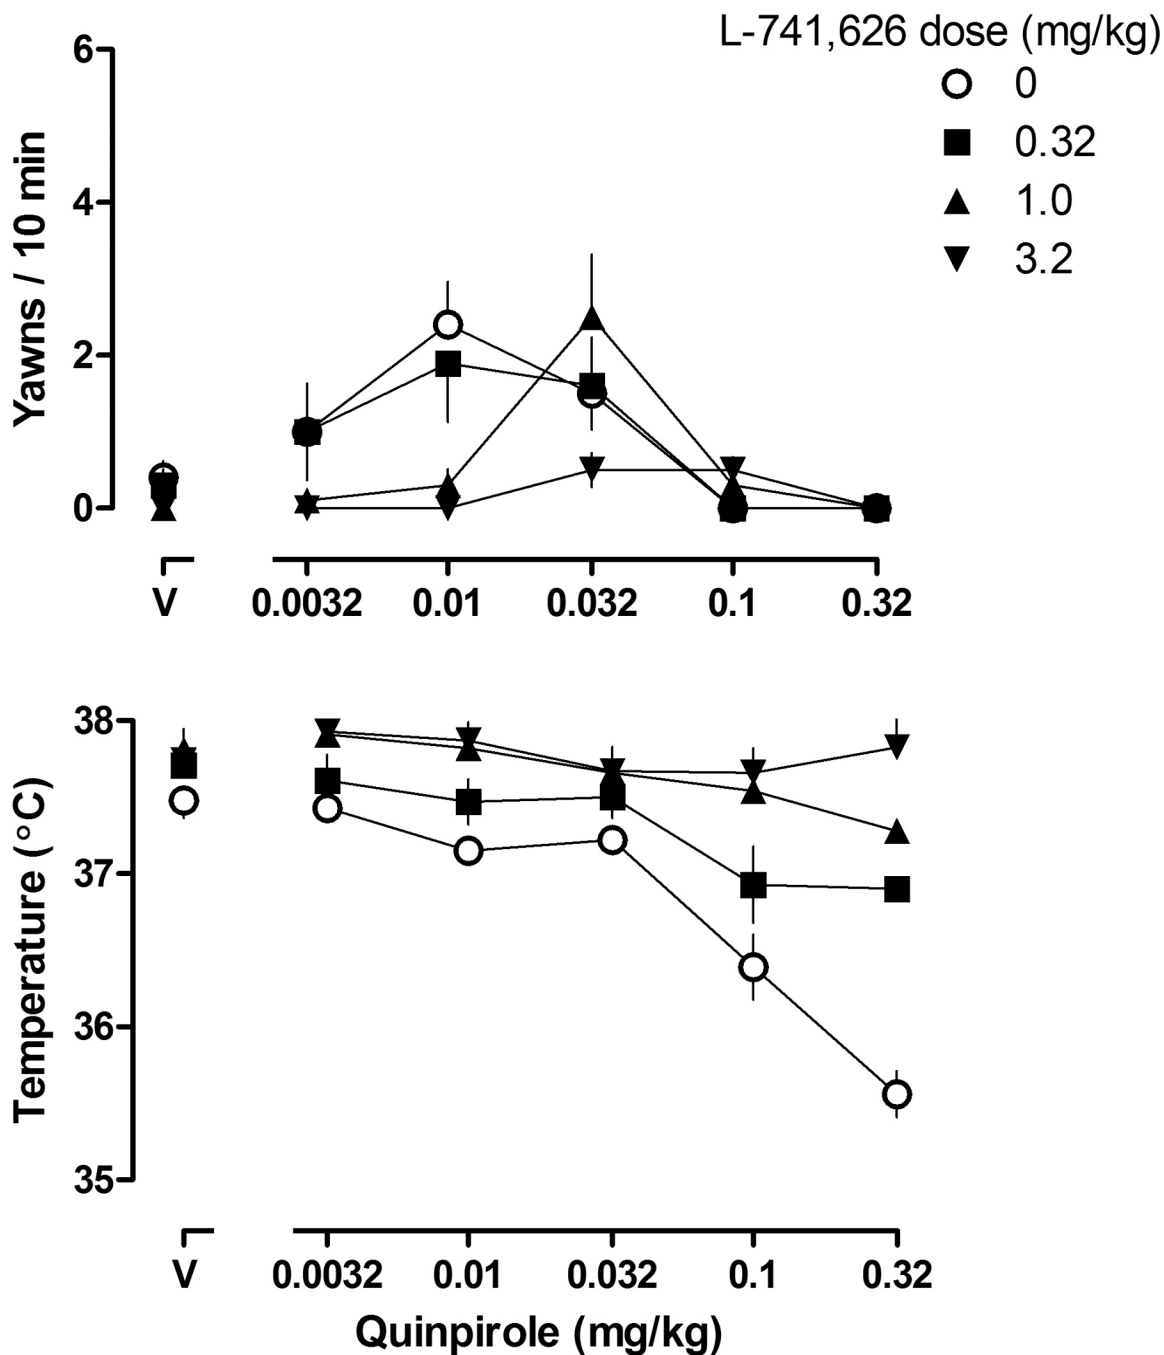 L-741,626 dose (mg/kg)
0
0.32
1.0
3.2
Yawns / 10 min
6
4
2
0
V 0.0032 0.01 0.032 0.1 0.32
Temperature (°C)
38
37
36
35
V 0.0032 0.01 0.032 0.1 0.32
Quinpirole (mg/kg)